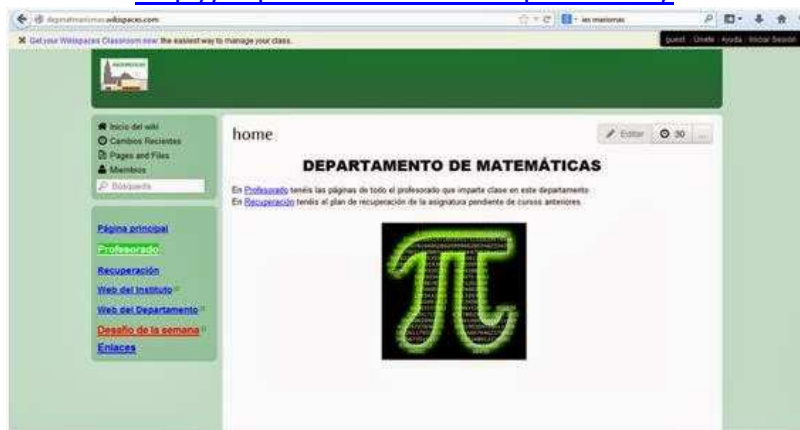 Get your Wikispaces Classroom now: the easiest way to manage your class.
guest Únete Ayuda Iniciar Sesión
ies marismas
MATEMÁTICAS
Inicio del wiki
Cambios Recientes
Pages and Files
Miembros
Búsqueda
Página principal
Profesorado
Recuperación
Web del Instituto
Web del Departamento
Desafío de la semana
Enlaces
home
Editar
30
...
DEPARTAMENTO DE MATEMÁTICAS
En Profesorado tenéis las páginas de todo el profesorado que imparte clase en este departamento
En Recuperación tenéis el plan de recuperación de la asignatura pendiente de cursos anteriores.